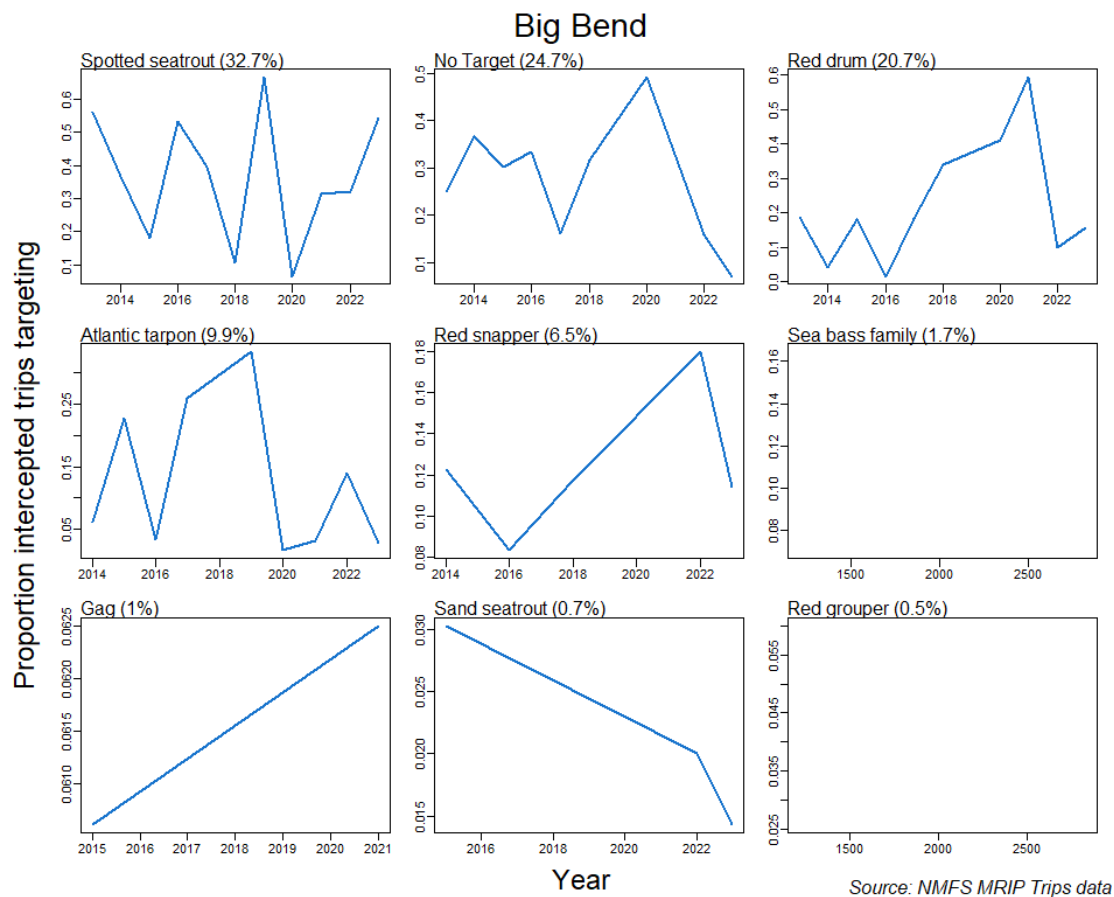 Big Bend
Proportion intercepted trips targeting
Spotted seatrout (32.7%)
0.6
0.5
0.4
0.3
0.2
0.1
2014 2016 2018 2020 2022
No Target (24.7%)
0.5
0.4
0.3
0.2
0.1
2014 2016 2018 2020 2022
Red drum (20.7%)
0.6
0.5
0.4
0.3
0.2
0.1
0.0
2014 2016 2018 2020 2022
Atlantic tarpon (9.9%)
0.25
0.15
0.05
2014 2016 2018 2020 2022
Red snapper (6.5%)
0.18
0.16
0.14
0.12
0.10
0.08
2014 2016 2018 2020 2022
Sea bass family (1.7%)
0.16
0.14
0.12
0.10
0.08
1500 2000 2500
Gag (1%)
0.0625
0.0620
0.0615
0.0610
2015 2016 2017 2018 2019 2020 2021
Sand seatrout (0.7%)
0.030
0.025
0.020
0.015
2016 2018 2020 2022
Red grouper (0.5%)
0.055
0.045
0.035
0.025
1500 2000 2500
Year
Source: NMFS MRIP Trips data